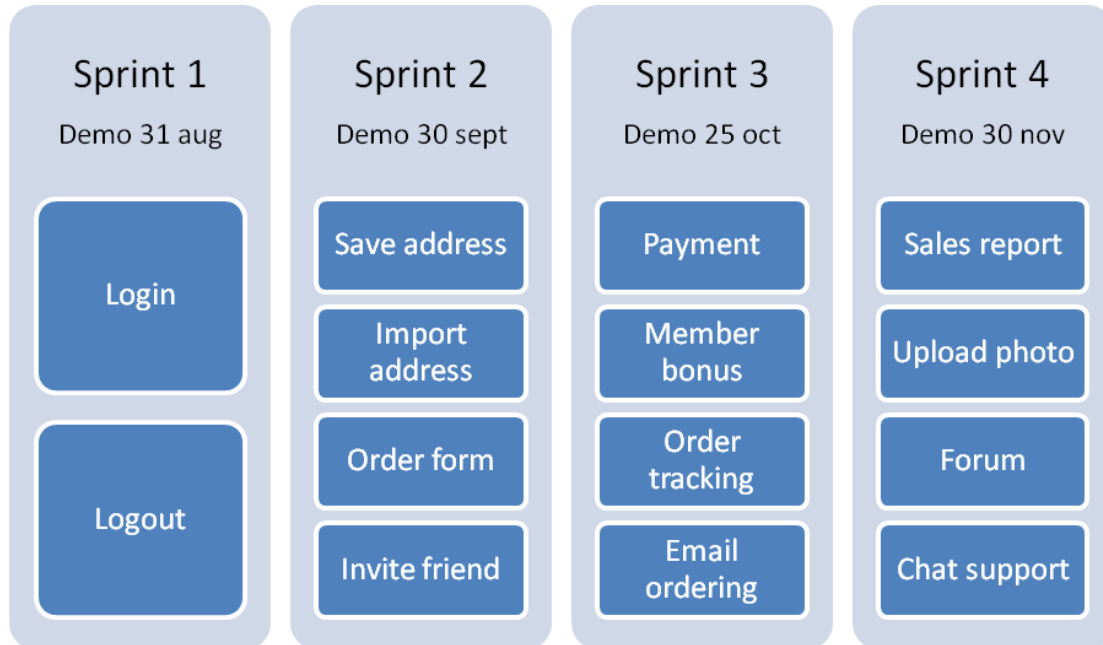 Sprint 1
Demo 31 aug
Login
Logout
Sprint 2
Demo 30 sept
Save address
Import
address
Order form
Invite friend
Sprint 3
Demo 25 oct
Payment
Member
bonus
Order
tracking
Email
ordering
Sprint 4
Demo 30 nov
Sales report
Upload photo
Forum
Chat support